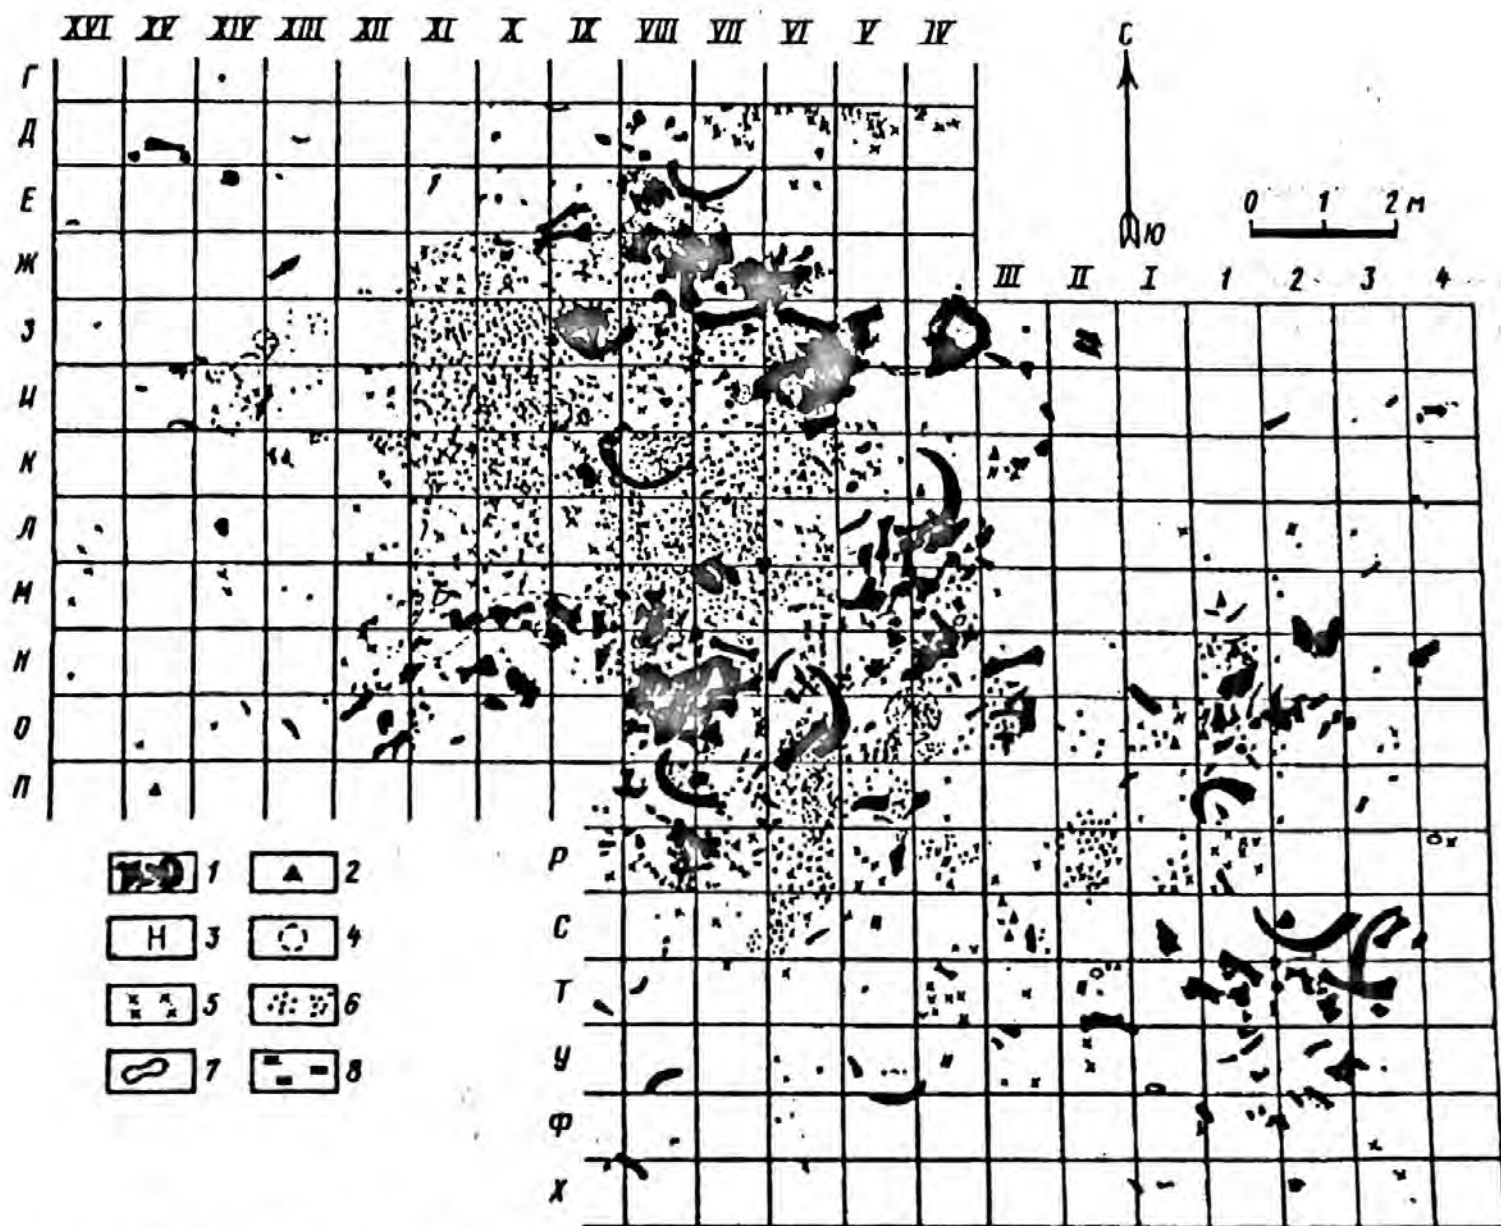 XVI XV XIV XIII XII XI X IX VIII VII VI V IV
С
Г
Д
Е
0 1 2 м
Ю
Ж
III II I 1 2 3 4
З
И
К
Л
М
Н
О
П
Р
1 2
С
Н 3 4
Т
5 6
У
7 8
Ф
Х